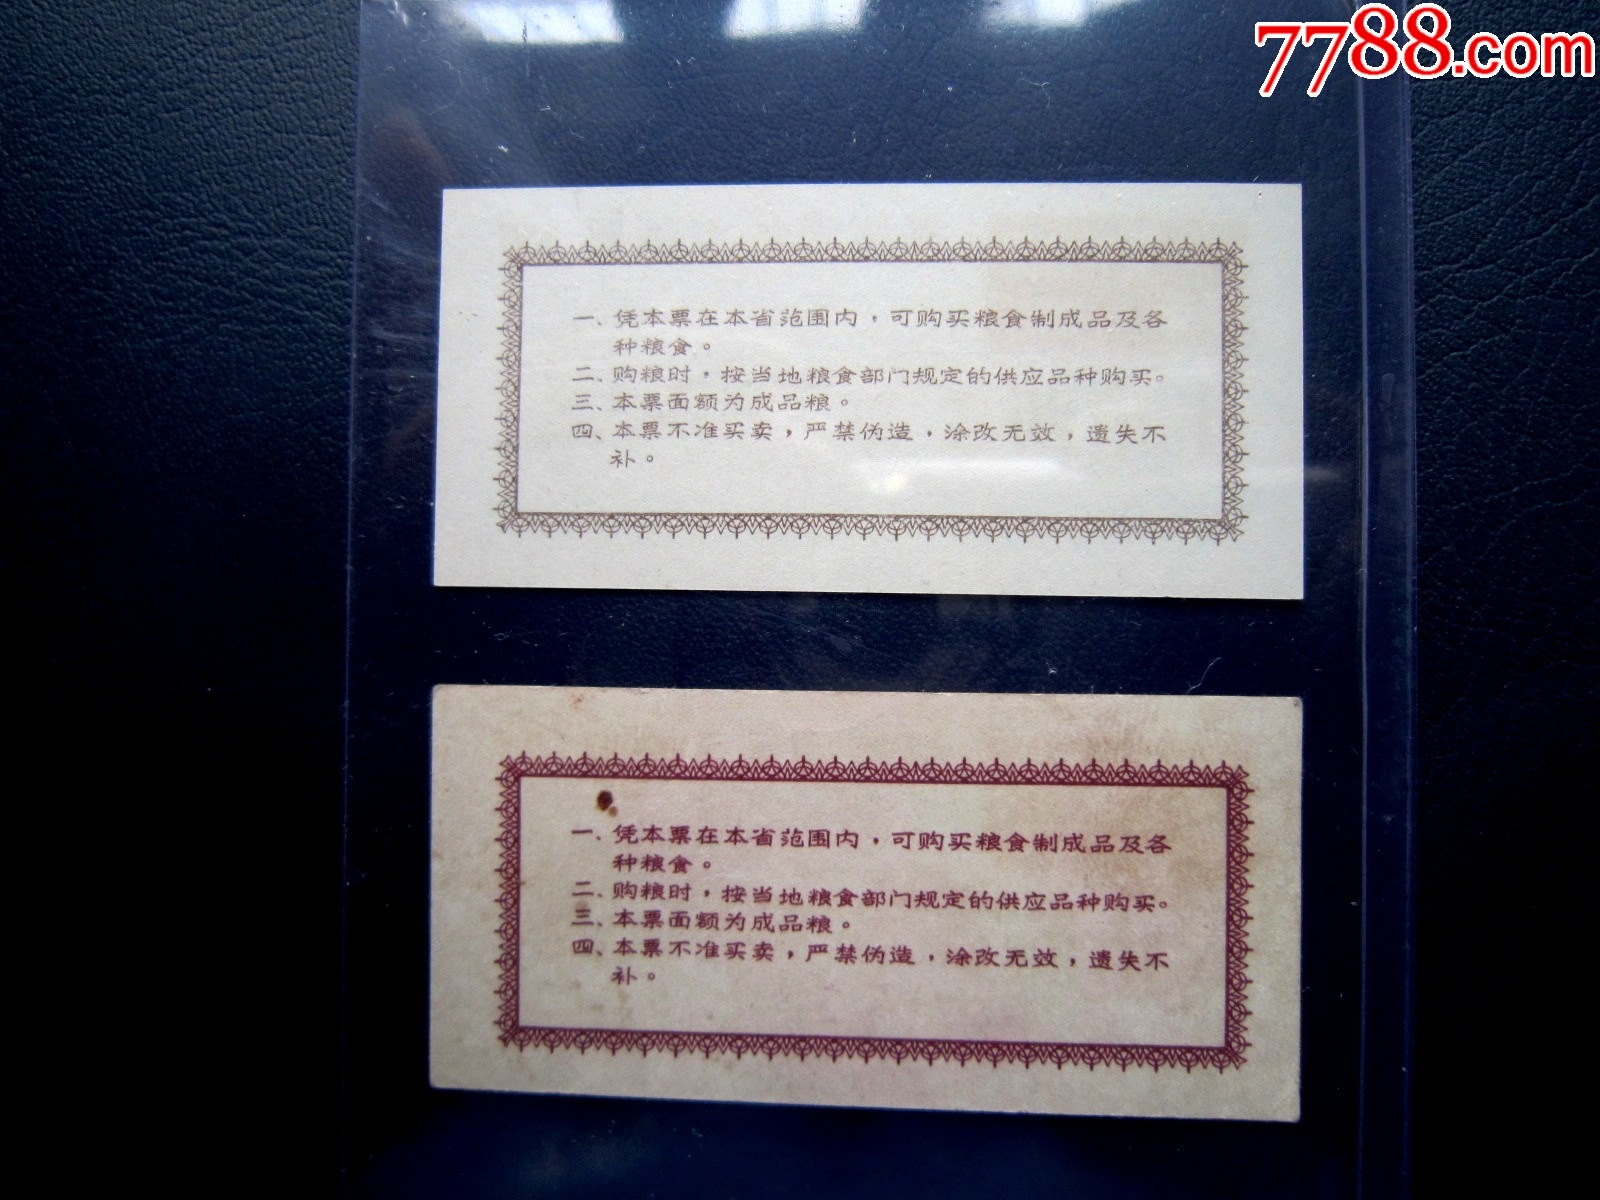 7788.com
一、凭本票在本省范围内，可购买粮食制成品及各
种粮食。
二、购粮时，按当地粮食部门规定的供应品种购买。
三、本票面额为成品粮。
四、本票不准买卖，严禁伪造，涂改无效，遗失不
补。
一、凭本票在本省范围内，可购买粮食制成品及各
种粮食。
二、购粮时，按当地粮食部门规定的供应品种购买。
三、本票面额为成品粮。
四、本票不准买卖，严禁伪造，涂改无效，遗失不
补。